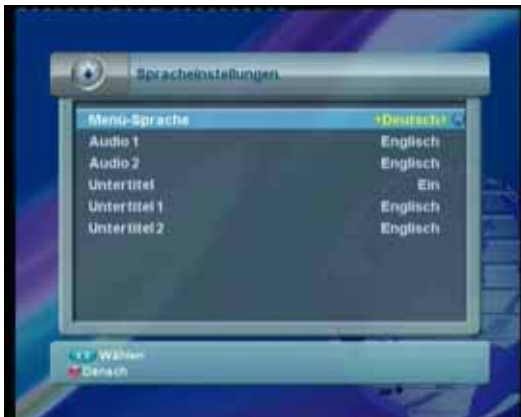 Spracheinstellungen
Menü-Sprache Deutsch
Audio 1 Englisch
Audio 2 Englisch
Untertitel Ein
Untertitel 1 Englisch
Untertitel 2 Englisch
Wählen